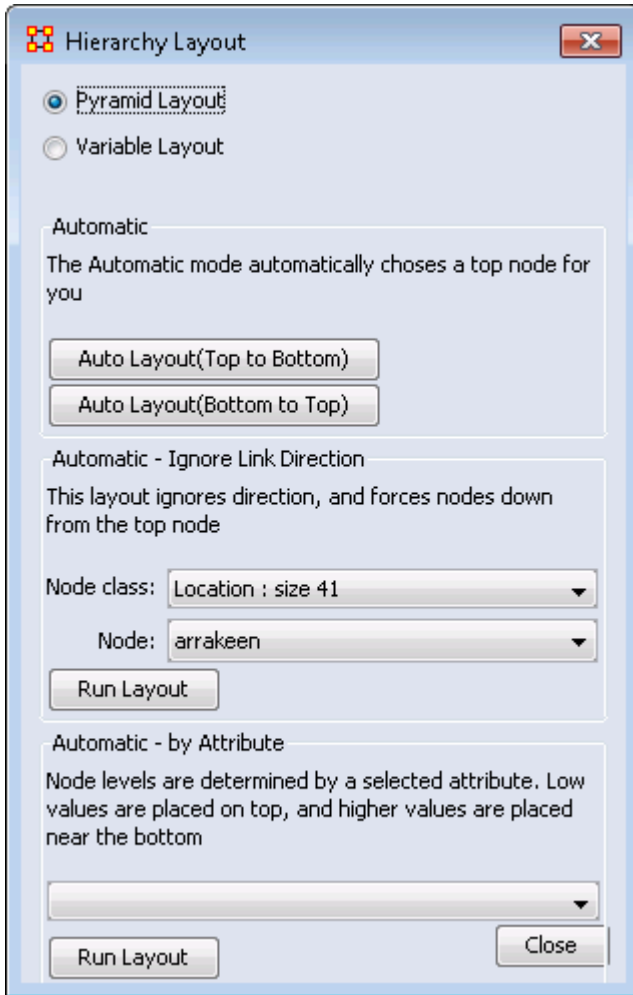 Hierarchy Layout
Pyramid Layout
Variable Layout
Automatic
The Automatic mode automatically choses a top node for
you
Auto Layout(Top to Bottom)
Auto Layout(Bottom to Top)
Automatic - Ignore Link Direction
This layout ignores direction, and forces nodes down
from the top node
Node class: Location : size 41
Node: arrakeen
Run Layout
Automatic - by Attribute
Node levels are determined by a selected attribute. Low
values are placed on top, and higher values are placed
near the bottom
Close
Run Layout